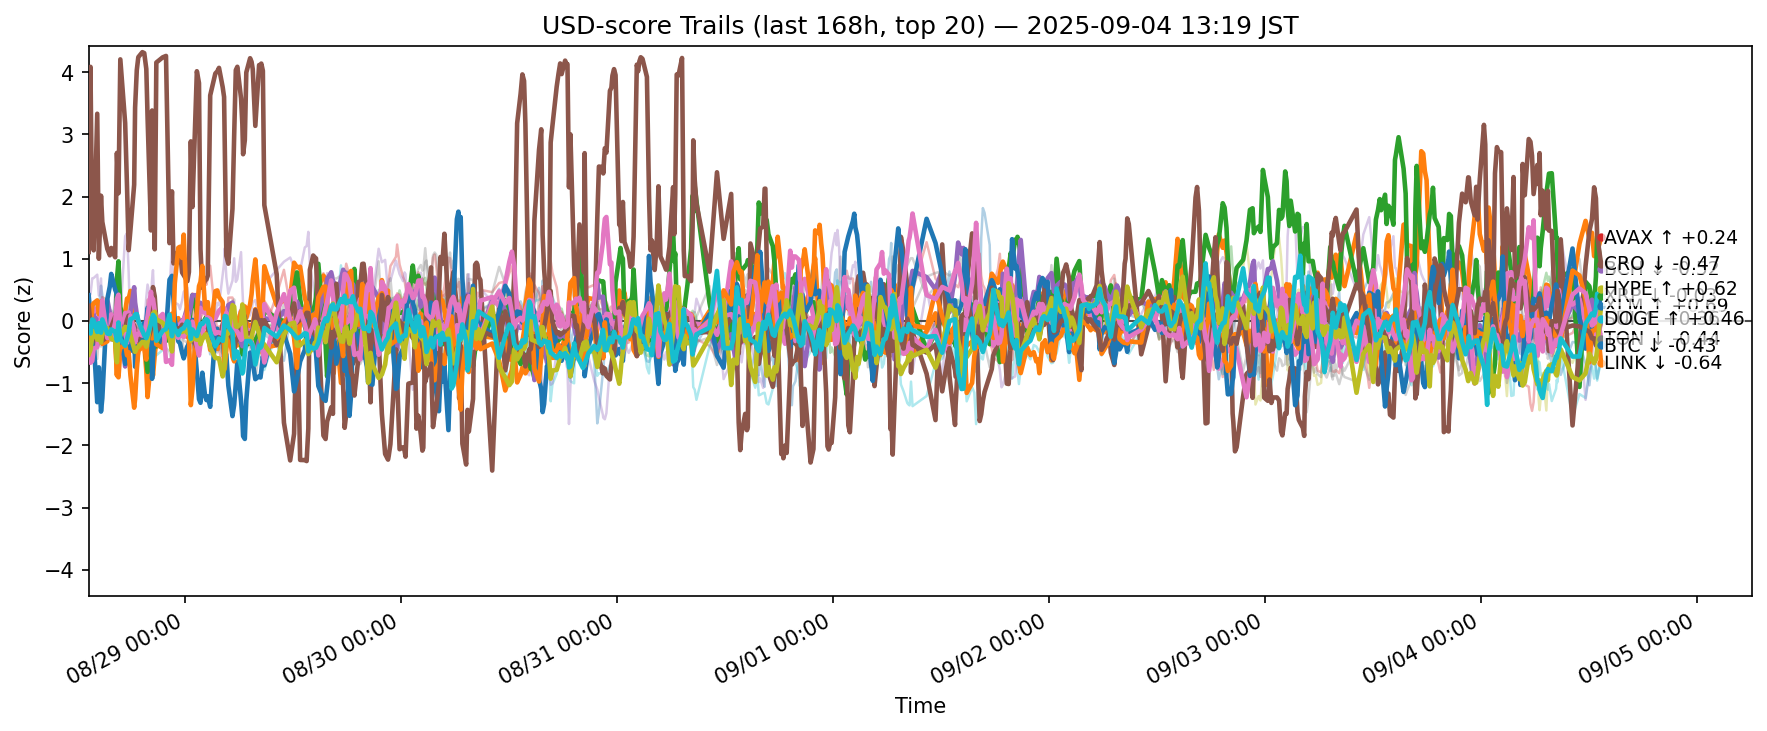 USD-score Trails (last 168h, top 20) — 2025-09-04 13:19 JST
Score (z)
4
3
2
1
0
−1
−2
−3
−4
AVAX ↑ +0.24
CRO ↓ -0.47
HYPE ↑ +0.62
DOGE ↑ +0.46
BTC ↓ -0.43
LINK ↓ -0.64
08/29 00:00
08/30 00:00
08/31 00:00
09/01 00:00
09/02 00:00
09/03 00:00
09/04 00:00
09/05 00:00
Time